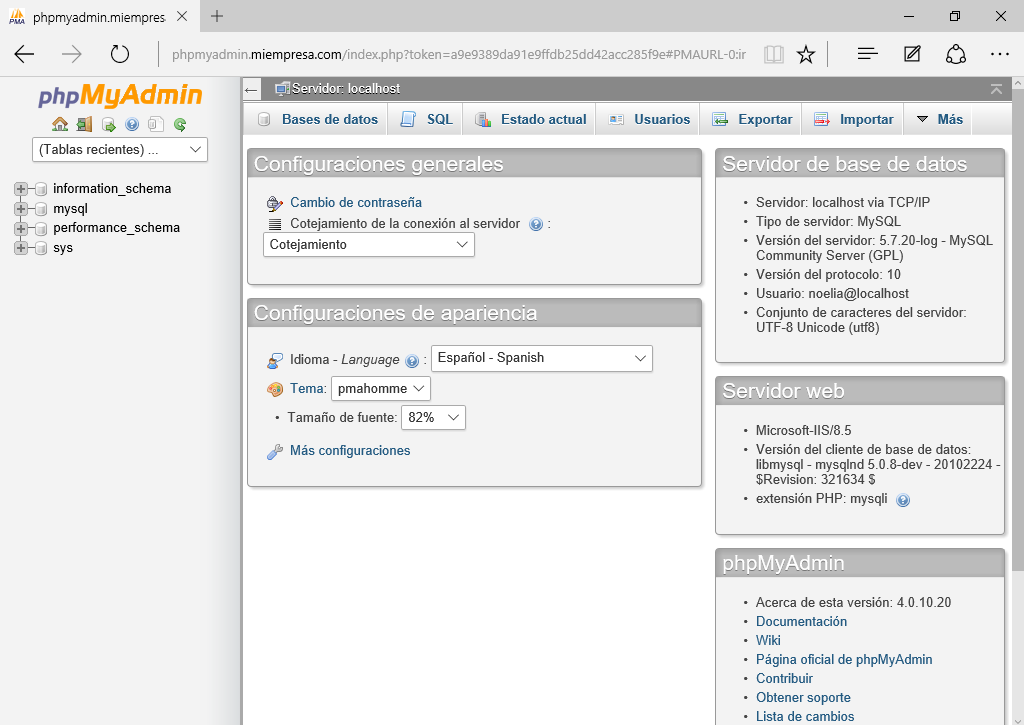 phpmyadmin.miempres
phpmyadmin.miempresa.com/index.php?token=a9e9389da91e9ffdb25dd42acc285f9e#PMAURL-0:ir
phpMyAdmin
(Tablas recientes) ...
information_schema
mysql
performance_schema
sys
Servidor: localhost
Bases de datos SQL Estado actual Usuarios Exportar Importar Más
Configuraciones generales
Cambio de contraseña
Cotejamiento de la conexión al servidor :
Cotejamiento
Configuraciones de apariencia
Idioma - Language : Español - Spanish
Tema: pmahomme
• Tamaño de fuente: 82%
Más configuraciones
Servidor de base de datos
• Servidor: localhost via TCP/IP
• Tipo de servidor: MySQL
• Versión del servidor: 5.7.20-log - MySQL
Community Server (GPL)
• Versión del protocolo: 10
• Usuario: noelia@localhost
• Conjunto de caracteres del servidor:
UTF-8 Unicode (utf8)
Servidor web
• Microsoft-IIS/8.5
• Versión del cliente de base de datos:
libmysql - mysqlnd 5.0.8-dev - 20102224 -
$Revision: 321634 $
• extensión PHP: mysqli
phpMyAdmin
• Acerca de esta versión: 4.0.10.20
• Documentación
• Wiki
• Página oficial de phpMyAdmin
• Contribuir
• Obtener soporte
• Lista de cambios